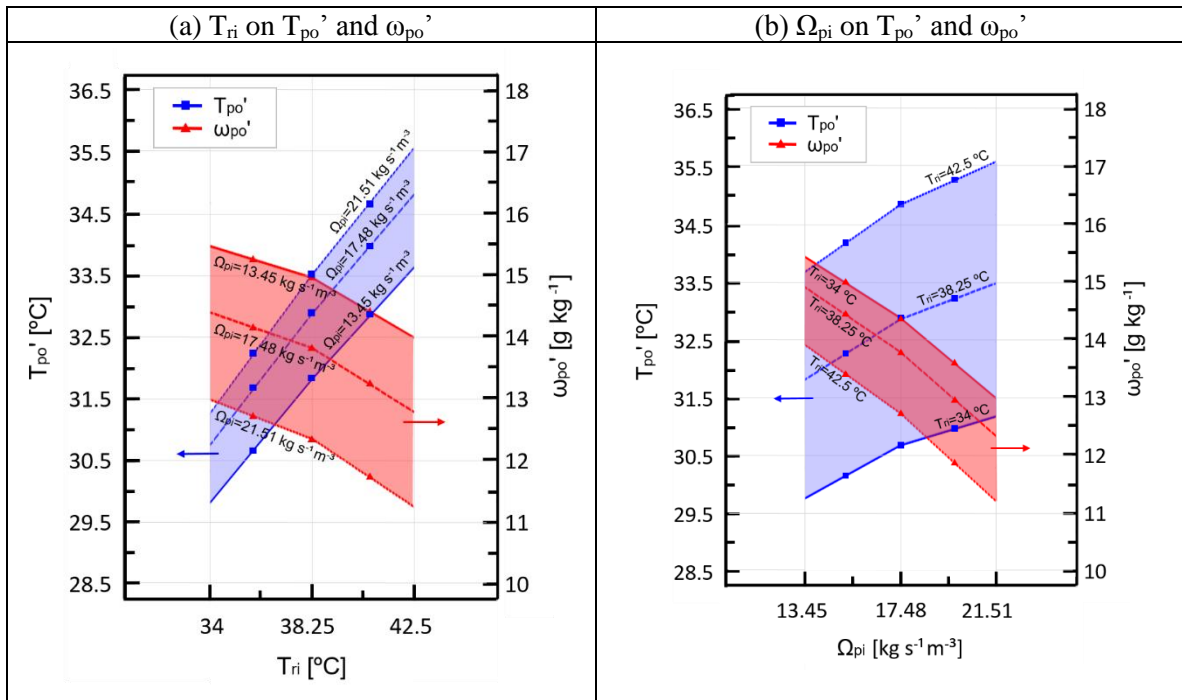 (a) Tri on Tpo’ and ωpo’
(b) Ωpi on Tpo’ and ωpo’
Tpo'
ωpo'
36.5
35.5
34.5
33.5
32.5
31.5
30.5
29.5
28.5
Tpo' [ºC]
18
17
16
15
14
13
12
11
10
ωpo' [g kg⁻¹]
Ωpi=21.51 kg s⁻¹m⁻³
Ωpi=17.48 kg s⁻¹m⁻³
Ωpi=13.45 kg s⁻¹m⁻³
Ωpi=13.45 kg s⁻¹m⁻³
Ωpi=17.48 kg s⁻¹m⁻³
Ωpi=21.51 kg s⁻¹m⁻³
34
38.25
42.5
Tri [ºC]
Tpo'
ωpo'
36.5
35.5
34.5
33.5
32.5
31.5
30.5
29.5
28.5
Tpo' [ºC]
18
17
16
15
14
13
12
11
10
ωpo' [g kg⁻¹]
Tri=42.5 ºC
Tri=38.25 ºC
Tri=34 ºC
Tri=34 ºC
Tri=38.25 ºC
Tri=42.5 ºC
13.45
17.48
21.51
Ωpi [kg s⁻¹m⁻³]